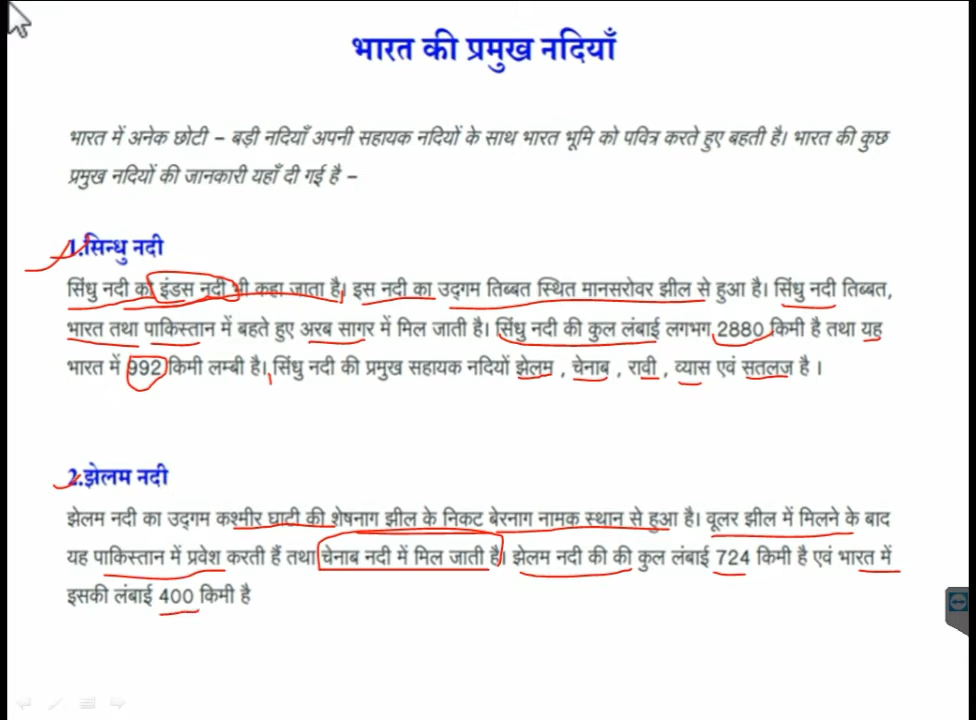 भारत की प्रमुख नदियाँ
भारत में अनेक छोटी – बड़ी नदियाँ अपनी सहायक नदियों के साथ भारत भूमि को पवित्र करते हुए बहती है। भारत की कुछ
प्रमुख नदियों की जानकारी यहाँ दी गई है –
1.सिन्धु नदी
सिंधु नदी को इंडस नदी भी कहा जाता है। इस नदी का उद्गम तिब्बत स्थित मानसरोवर झील से हुआ है। सिंधु नदी तिब्बत,
भारत तथा पाकिस्तान में बहते हुए अरब सागर में मिल जाती है। सिंधु नदी की कुल लंबाई लगभग 2880 किमी है तथा यह
भारत में 992 किमी लम्बी है। सिंधु नदी की प्रमुख सहायक नदियों झेलम , चेनाब , रावी , व्यास एवं सतलज है ।
2.झेलम नदी
झेलम नदी का उद्गम कश्मीर घाटी की शेषनाग झील के निकट बेरनाग नामक स्थान से हुआ है। वूलर झील में मिलने के बाद
यह पाकिस्तान में प्रवेश करती हैं तथा चेनाब नदी में मिल जाती है। झेलम नदी की की कुल लंबाई 724 किमी है एवं भारत में
इसकी लंबाई 400 किमी है